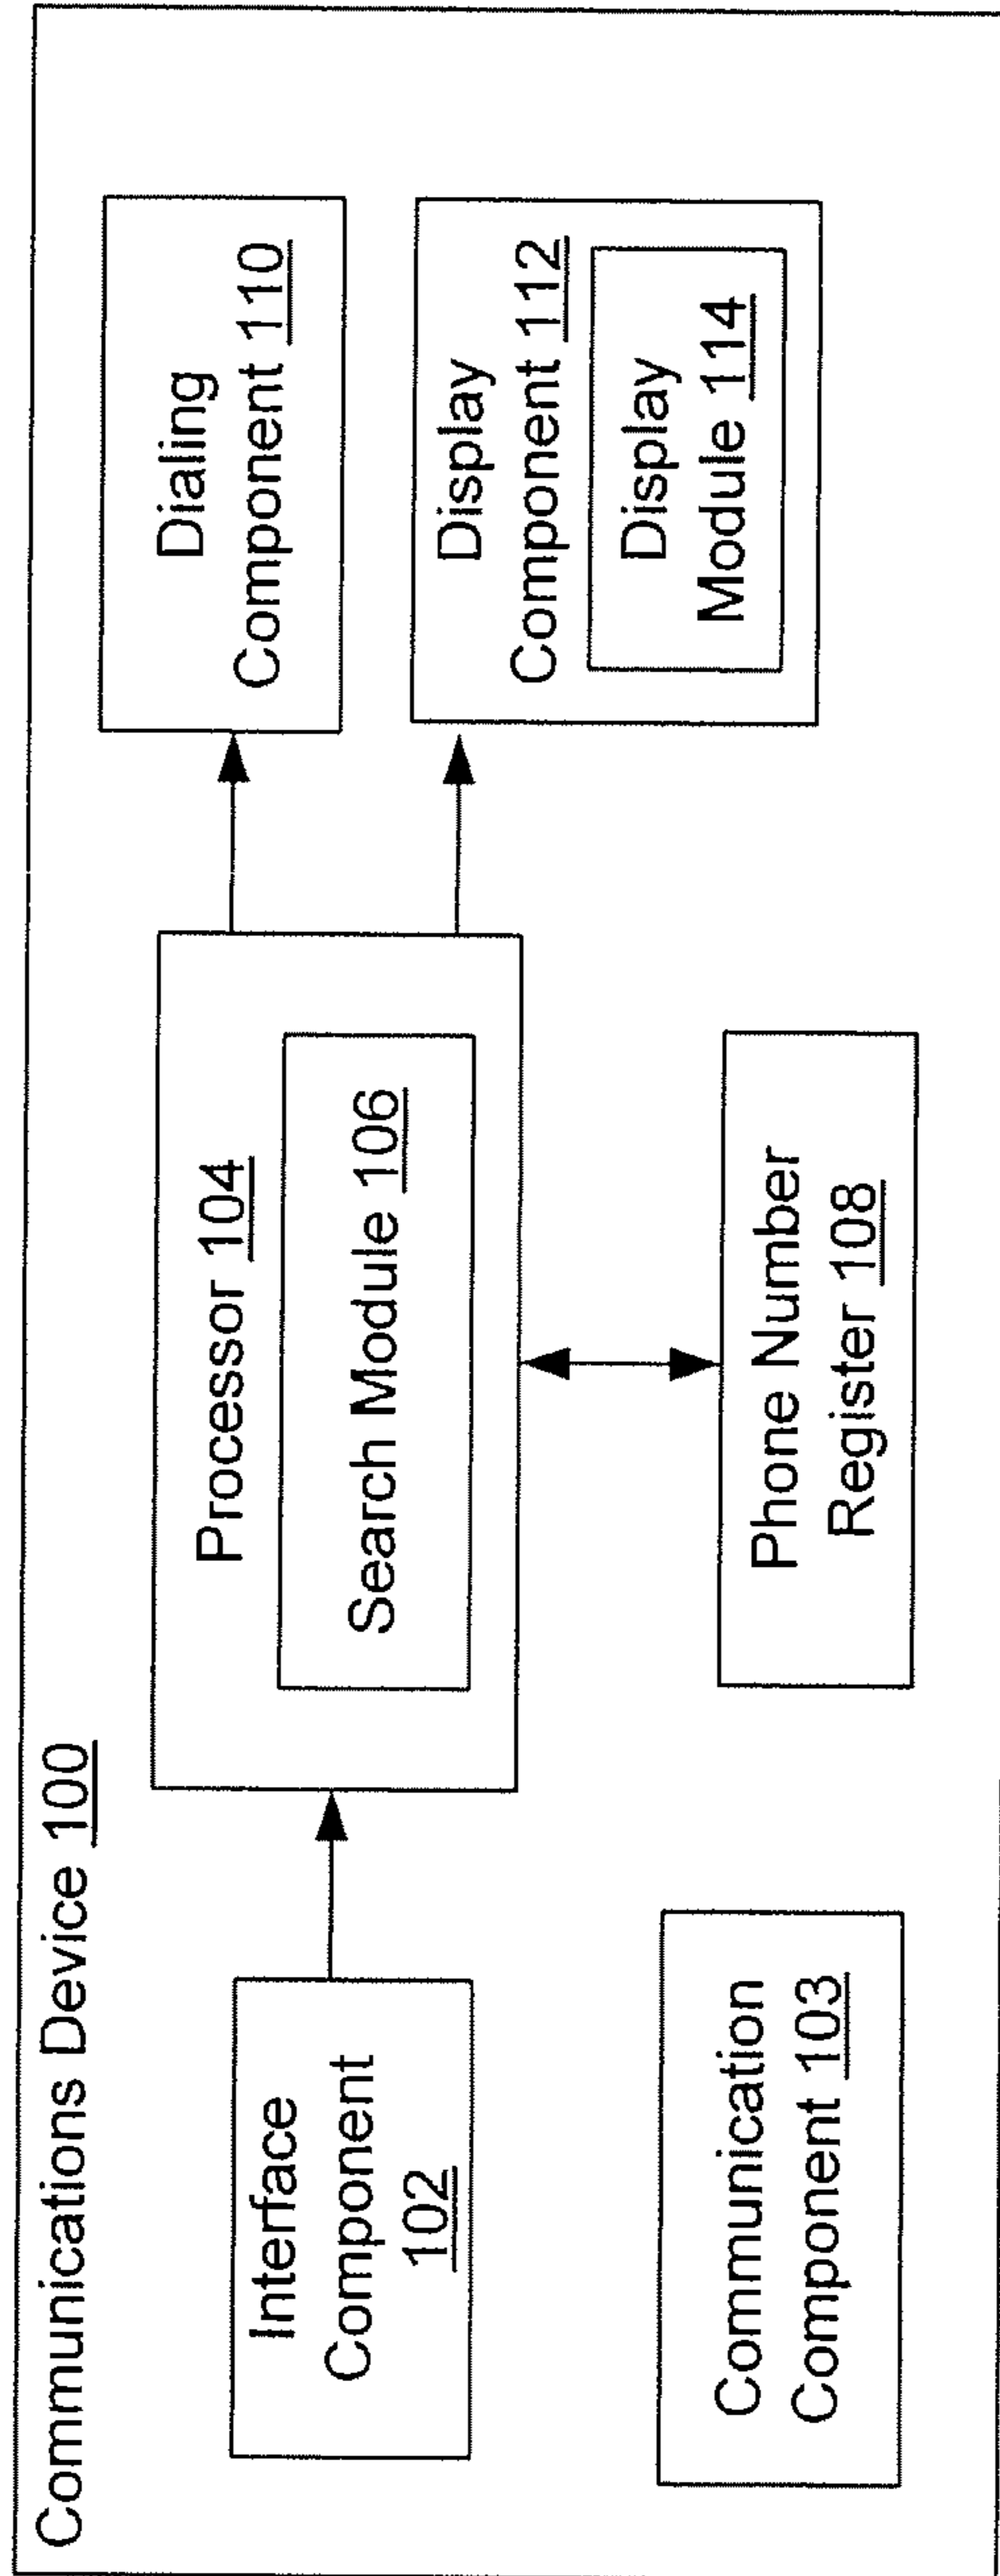 Communications Device 100
Interface
Component
102
Communication
Component 103
Processor 104
Search Module 106
Phone Number
Register 108
Dialing
Component 110
Display
Component 112
Display
Module 114